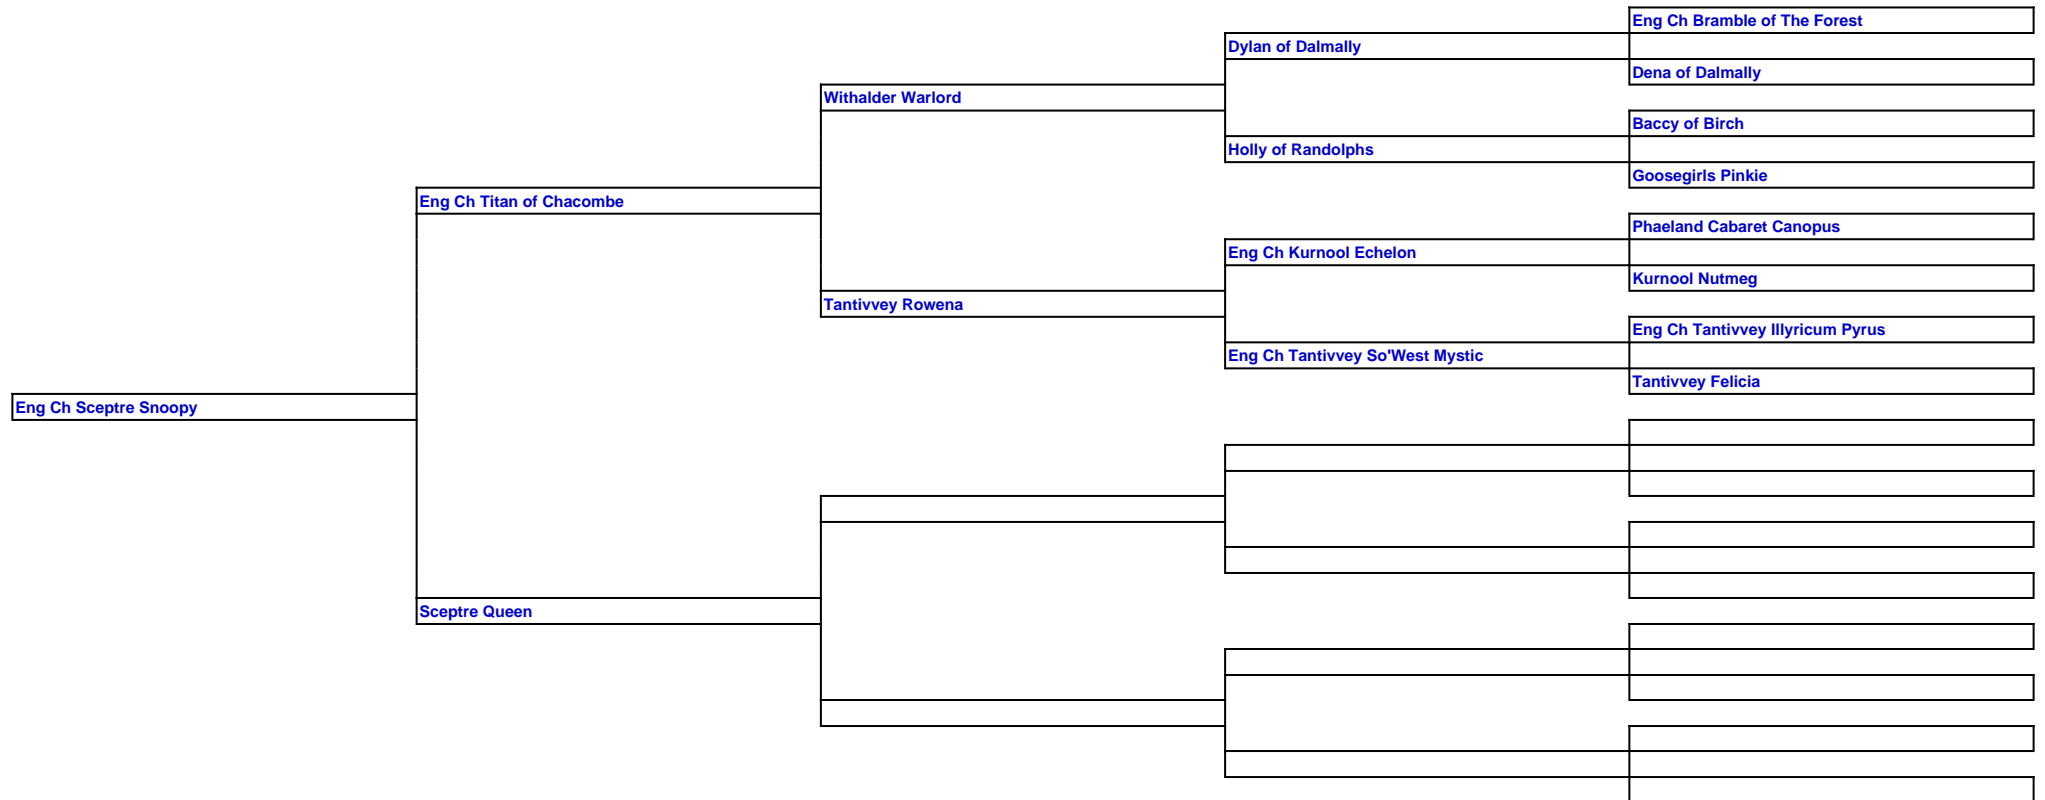 Eng Ch Bramble of The Forest
Dylan of Dalmally
Dena of Dalmally
Withalder Warlord
Baccy of Birch
Holly of Randolphs
Goosegirls Pinkie
Eng Ch Titan of Chacombe
Phaeland Cabaret Canopus
Eng Ch Kurnool Echelon
Kurnool Nutmeg
Tantivvey Rowena
Eng Ch Tantivvey Illyricum Pyrus
Eng Ch Tantivvey So'West Mystic
Tantivvey Felicia
Eng Ch Sceptre Snoopy
Sceptre Queen